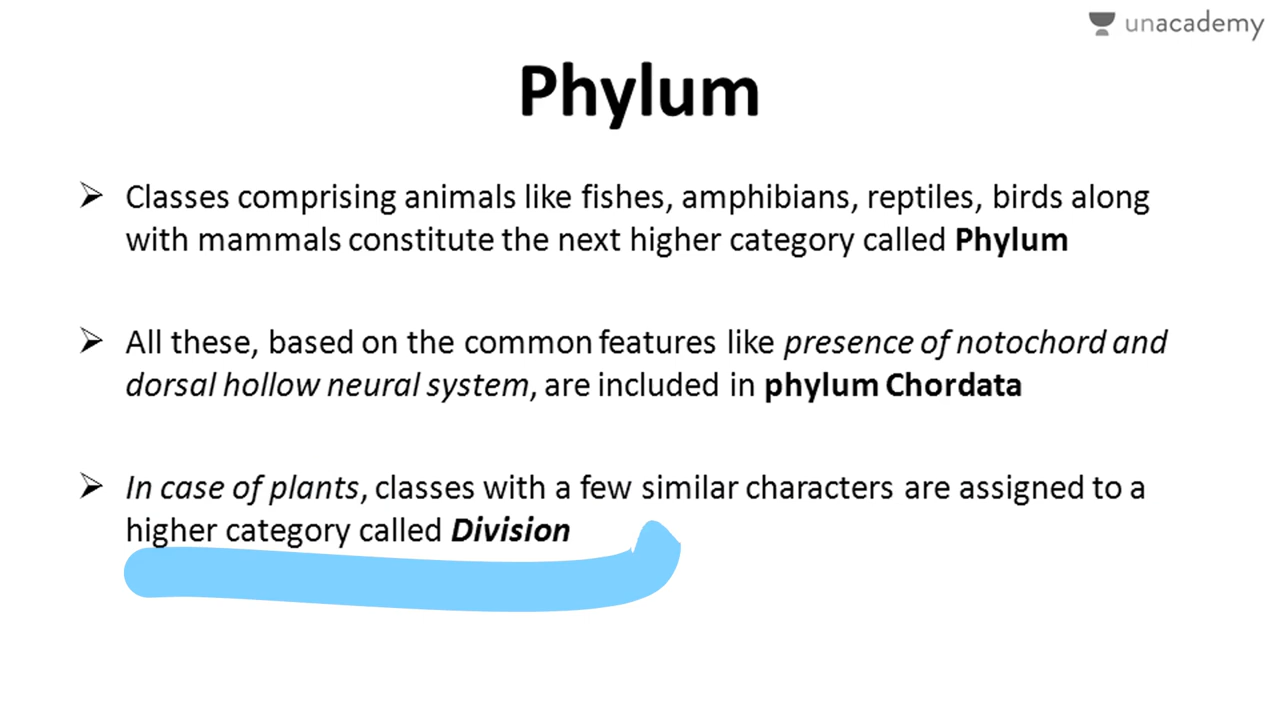 unacademy
Phylum
➢ Classes comprising animals like fishes, amphibians, reptiles, birds along
with mammals constitute the next higher category called Phylum
➢ All these, based on the common features like presence of notochord and
dorsal hollow neural system, are included in phylum Chordata
➢ In case of plants, classes with a few similar characters are assigned to a
higher category called Division